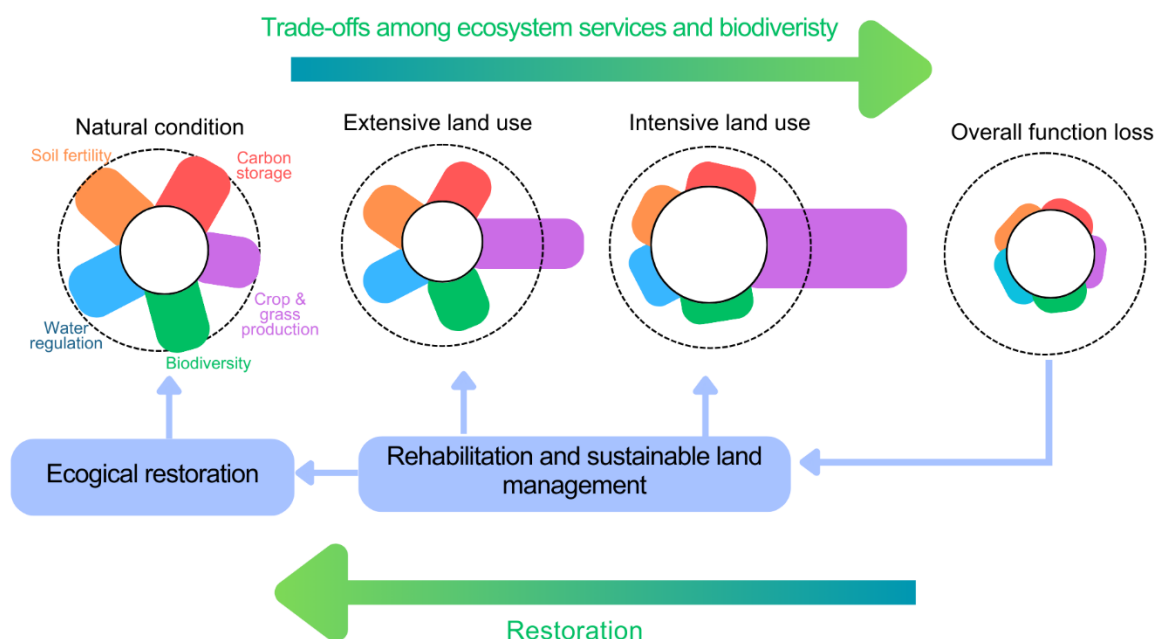 Trade-offs among ecosystem services and biodiveristy
Natural condition
Extensive land use
Intensive land use
Overall function loss
Soil fertility
Carbon
storage
Crop &
grass
production
Water
regulation
Biodiversity
Ecogical restoration
Rehabilitation and sustainable land
management
Restoration